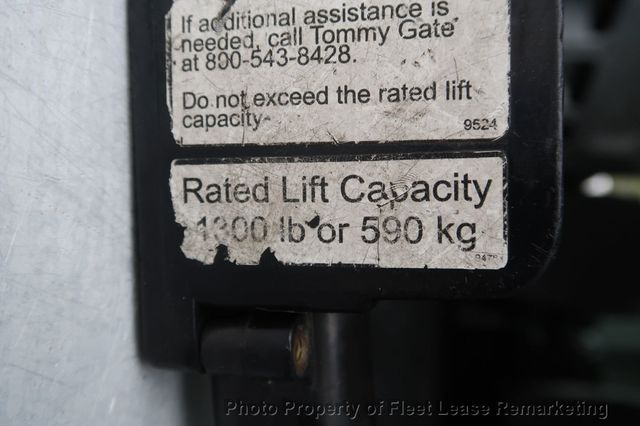 If additional assistance is
needed, call Tommy Gate
at 800-543-8428.
Do not exceed the rated lift
capacity.
9524
Rated Lift Capacity
1300 lb or 590 kg
Photo Property of Fleet Lease Remarketing